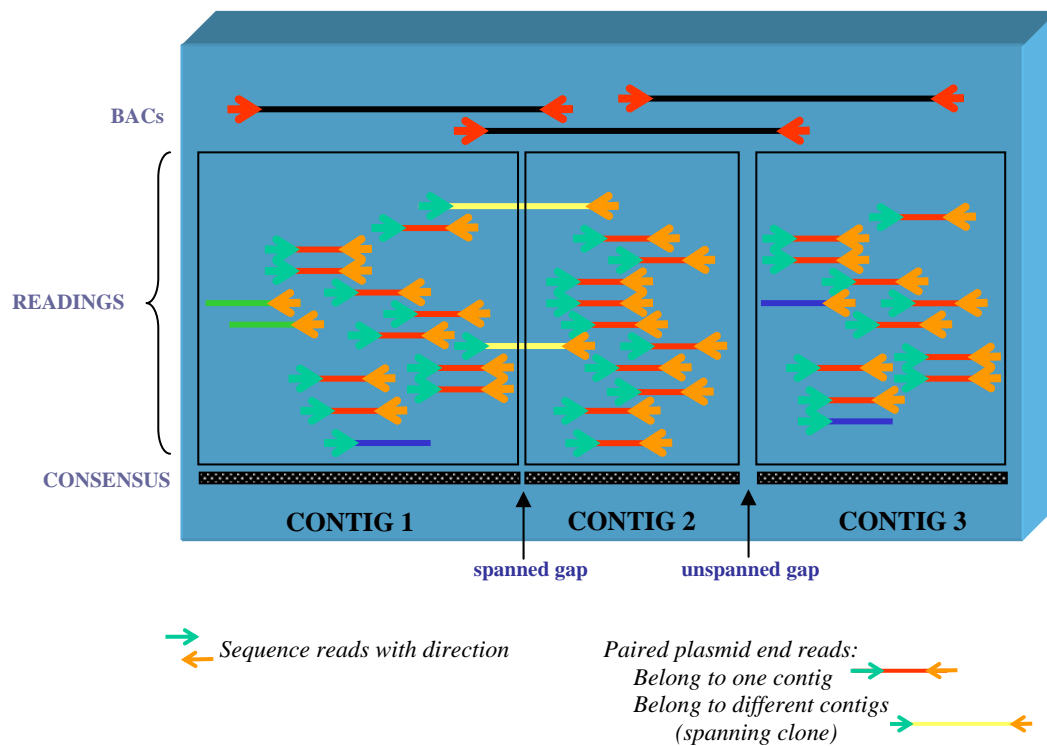 BACs
READINGS
CONSENSUS
CONTIG 1
CONTIG 2
CONTIG 3
spanned gap
unspanned gap
Sequence reads with direction
Paired plasmid end reads:
Belong to one contig
Belong to different contigs
(spanning clone)